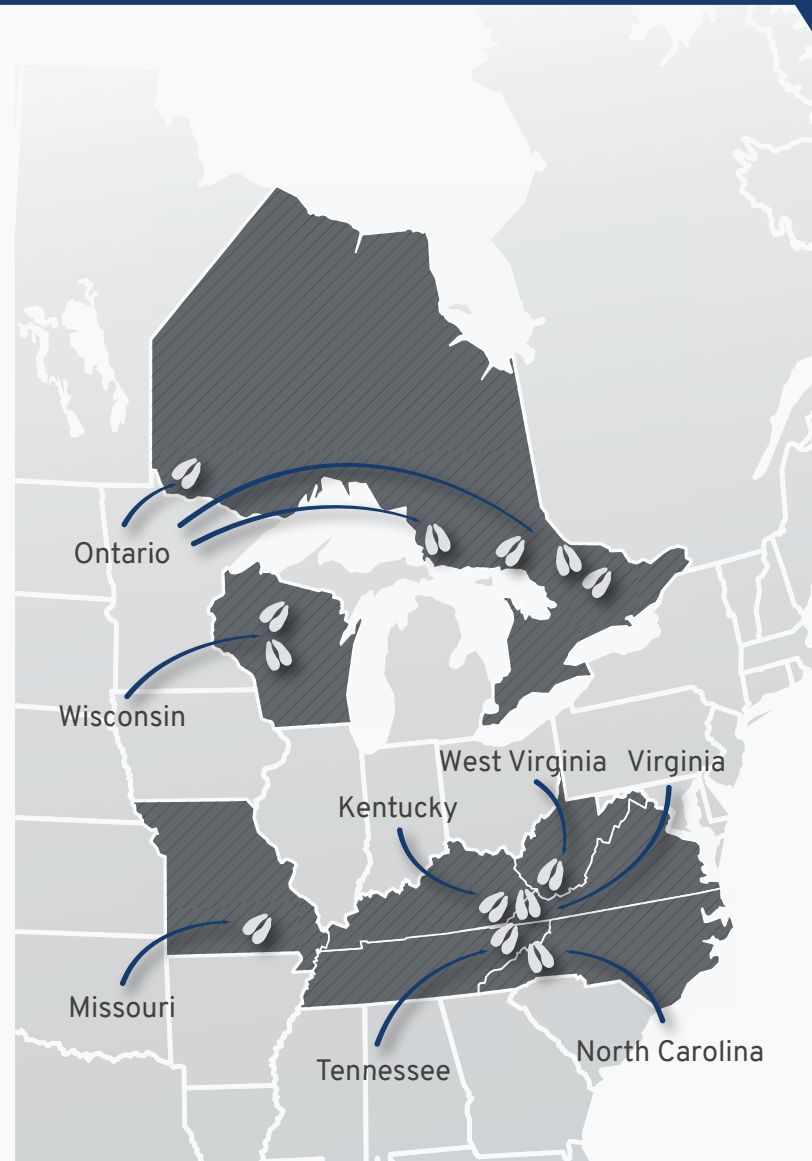 Ontario
Wisconsin
West Virginia
Virginia
Kentucky
Missouri
Tennessee
North Carolina